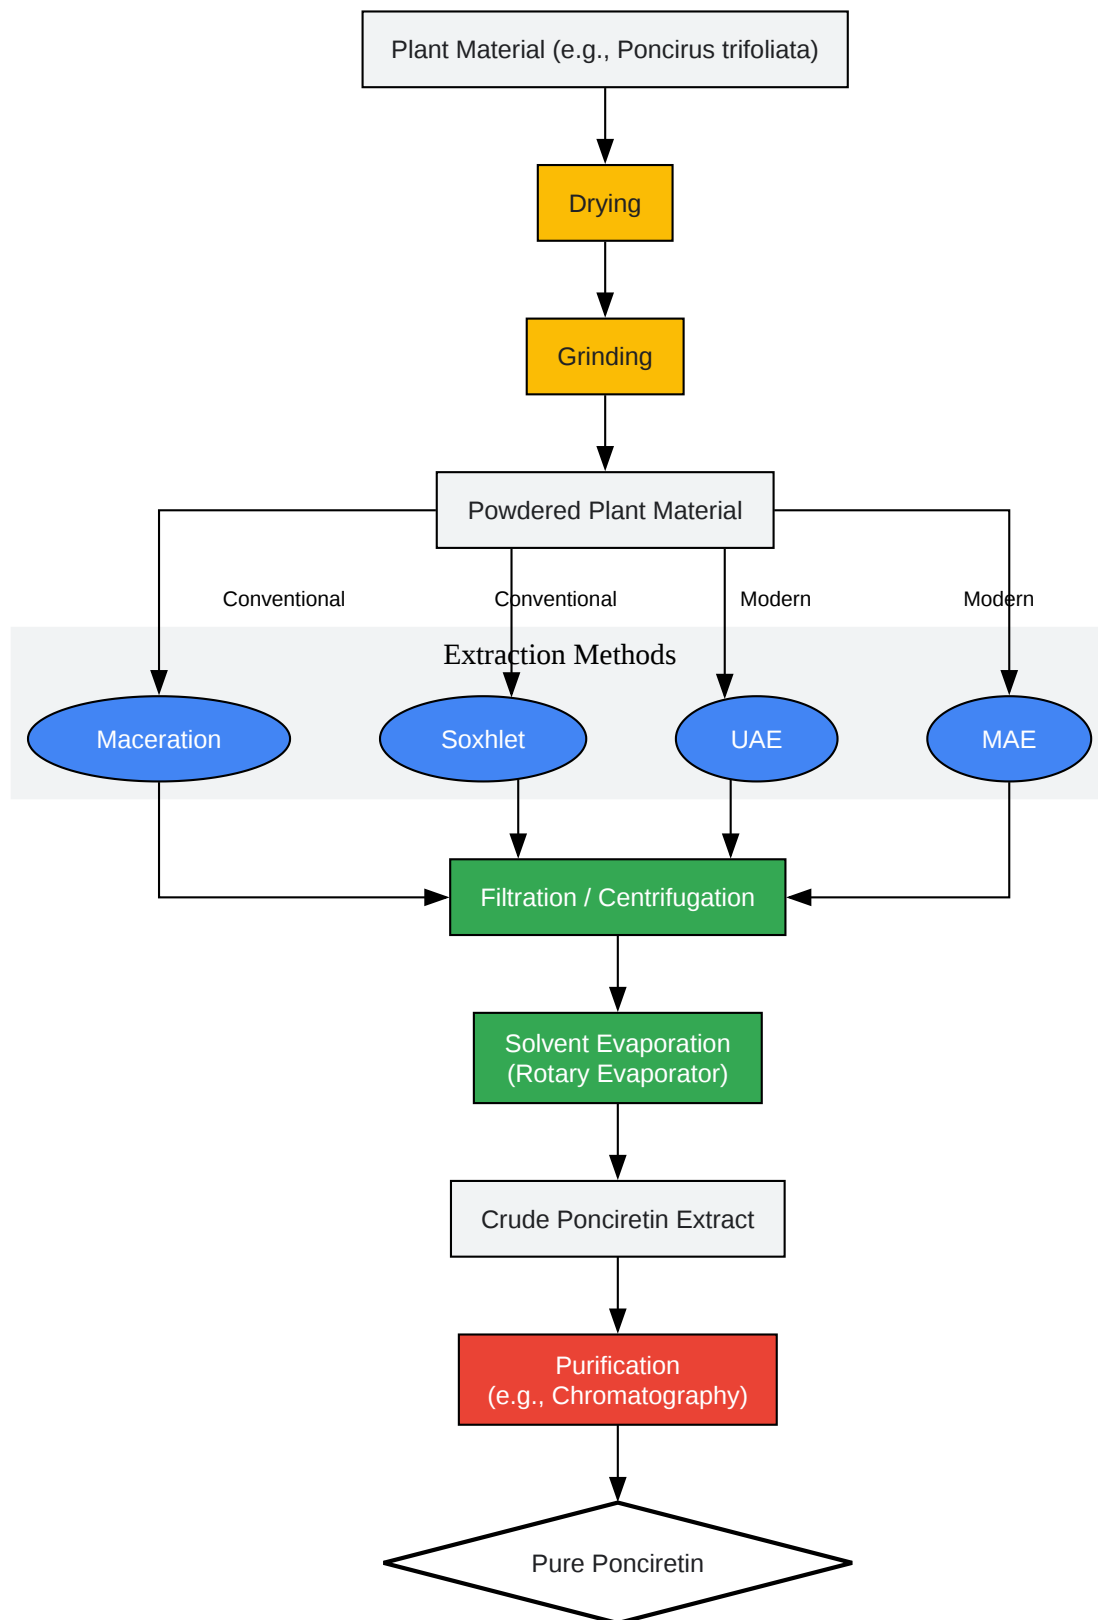 Plant Material (e.g., Poncirus trifoliata)
Drying
Grinding
Powdered Plant Material
Conventional
Conventional
Modern
Modern
Extraction Methods
Maceration
Soxhlet
UAE
MAE
Filtration / Centrifugation
Solvent Evaporation
(Rotary Evaporator)
Crude Ponciretin Extract
Purification
(e.g., Chromatography)
Pure Ponciretin